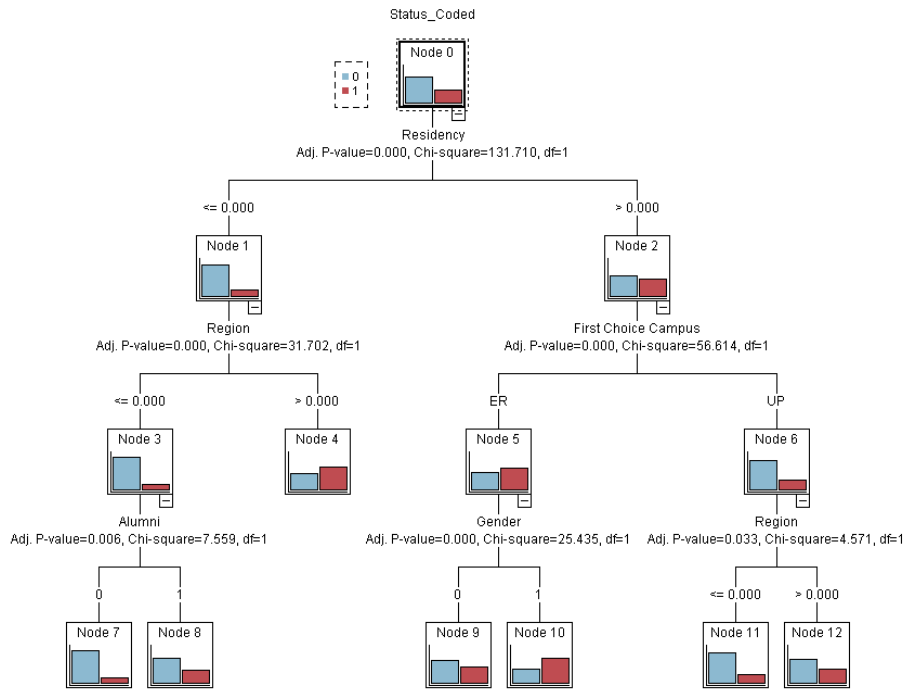 Status_Coded
Node 0
0
1
Residency
Adj. P-value=0.000, Chi-square=131.710, df=1
<= 0.000
> 0.000
Node 1
Node 2
Region
First Choice Campus
Adj. P-value=0.000, Chi-square=31.702, df=1
Adj. P-value=0.000, Chi-square=56.614, df=1
<= 0.000
> 0.000
ER
UP
Node 3
Node 4
Node 5
Node 6
Alumni
Gender
Region
Adj. P-value=0.006, Chi-square=7.559, df=1
Adj. P-value=0.000, Chi-square=25.435, df=1
Adj. P-value=0.033, Chi-square=4.571, df=1
0
1
0
1
<= 0.000
> 0.000
Node 7
Node 8
Node 9
Node 10
Node 11
Node 12